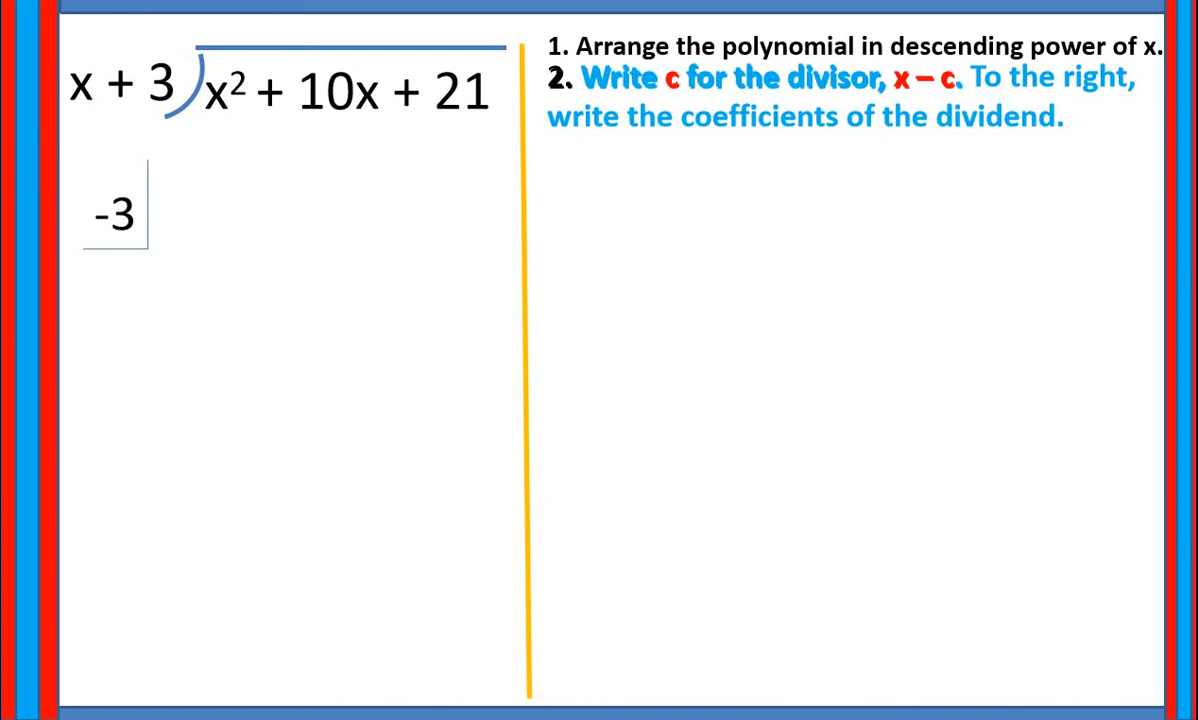 x + 3 x² + 10x + 21
-3
1. Arrange the polynomial in descending power of x.
2. Write c for the divisor, x – c. To the right,
write the coefficients of the dividend.